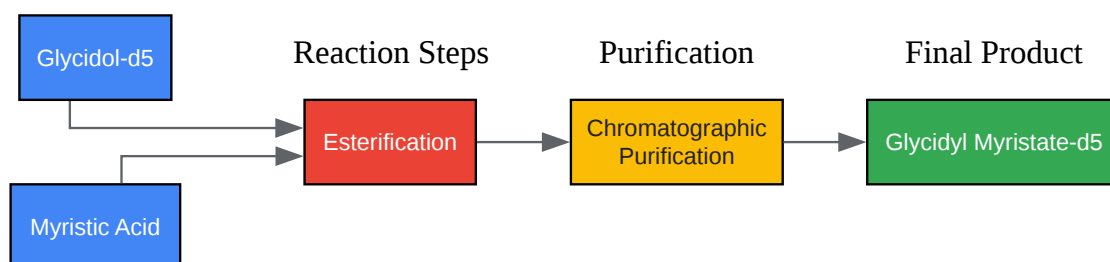 Glycidol-d5
Reaction Steps
Purification
Final Product
Esterification
Chromatographic
Purification
Glycidyl Myristate-d5
Myristic Acid